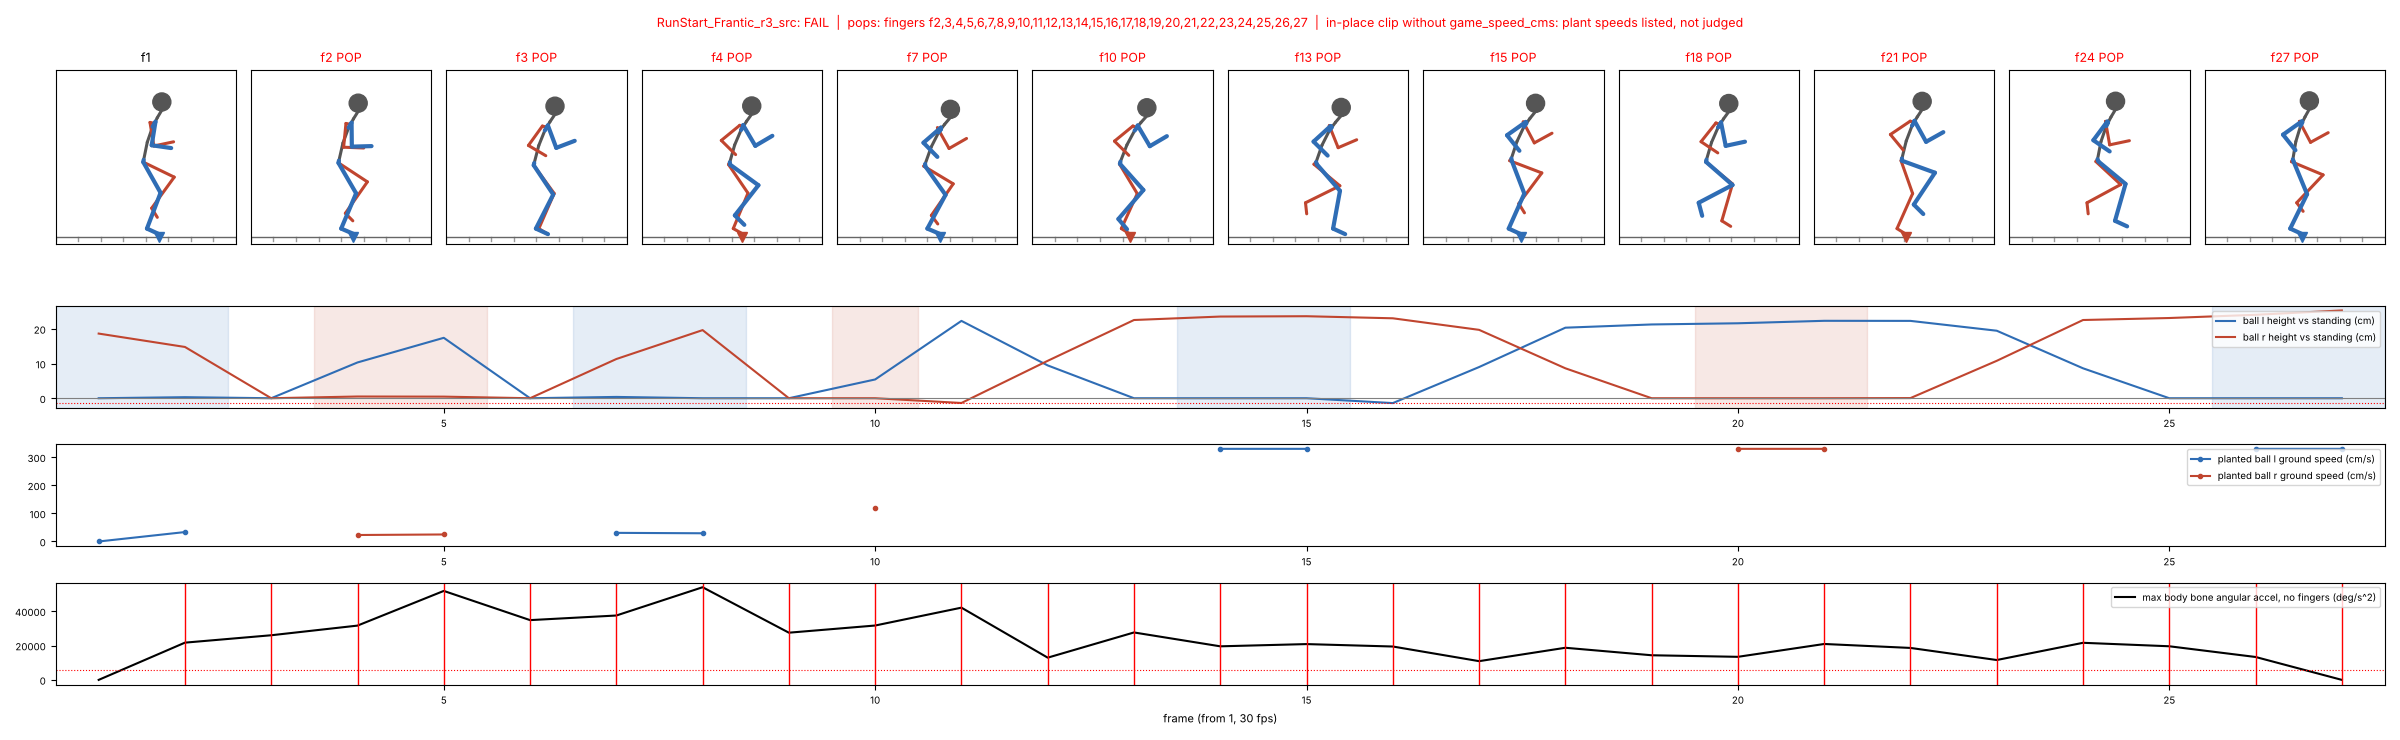 RunStart_Frantic_r3_src: FAIL | pops: fingers f2,3,4,5,6,7,8,9,10,11,12,13,14,15,16,17,18,19,20,21,22,23,24,25,26,27 | in-place clip without game_speed_cms: plant speeds listed, not judged
f1
f2 POP
f3 POP
f4 POP
f7 POP
f10 POP
f13 POP
f15 POP
f18 POP
f21 POP
f24 POP
f27 POP
20
10
0
ball l height vs standing (cm)
ball r height vs standing (cm)
5
10
15
20
25
300
200
100
0
planted ball l ground speed (cm/s)
planted ball r ground speed (cm/s)
5
10
15
20
25
40000
20000
0
max body bone angular accel, no fingers (deg/s^2)
5
10
15
20
25
frame (from 1, 30 fps)